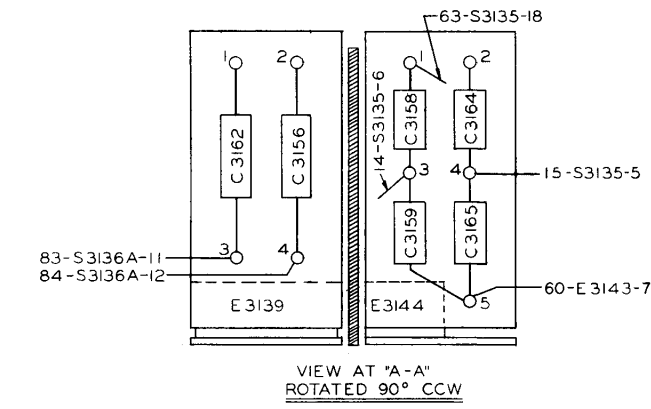 63-S3135-18
1
2
1
2
14-S3135-6
C3162
C3156
C3158
C3164
3
4
15-S3135-5
C3159
C3165
83-S3136A-11
3
4
84-S3136A-12
60-E3143-7
5
E3139
E3144
VIEW AT "A-A"
ROTATED 90° CCW